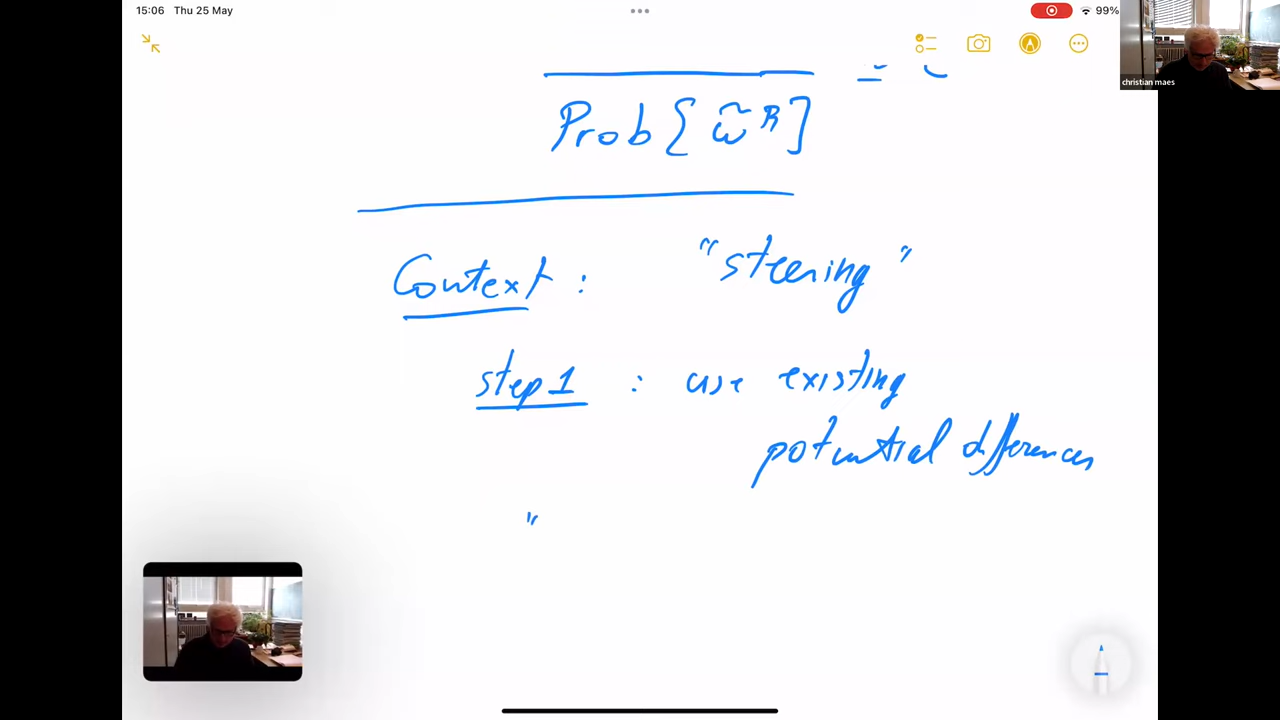 15:06 Thu 25 May
99%
christian maes
Prob[ω̃ᴿ]
Context : "steering"
step 1 : use existing
potential differences
"